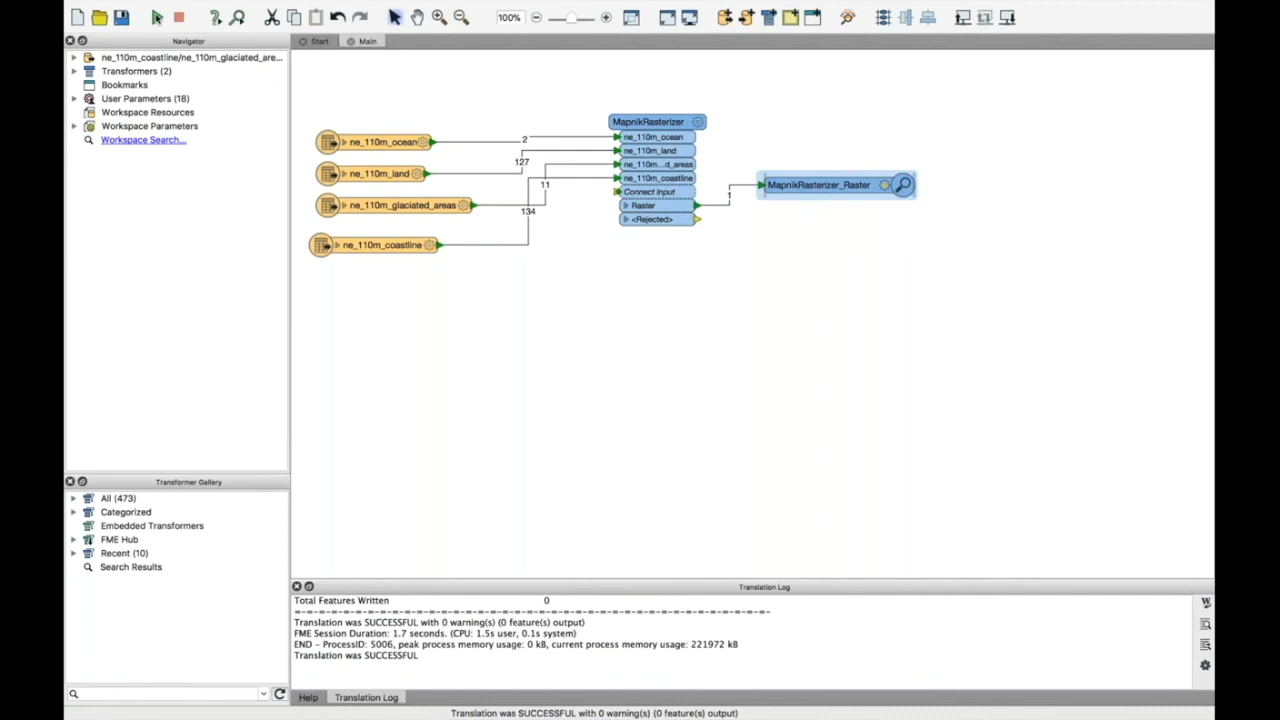 100%
Navigator
Start
Main
ne_110m_coastline/ne_110m_glaciated_are...
Transformers (2)
Bookmarks
User Parameters (18)
Workspace Resources
Workspace Parameters
Workspace Search...
ne_110m_ocean
ne_110m_land
ne_110m_glaciated_areas
ne_110m_coastline
2
127
11
134
MapnikRasterizer
ne_110m_ocean
ne_110m_land
ne_110m...d_areas
ne_110m_coastline
Connect Input
Raster
<Rejected>
1
MapnikRasterizer_Raster
Transformer Gallery
All (473)
Categorized
Embedded Transformers
FME Hub
Recent (10)
Search Results
Translation Log
Total Features Written 0
=-=-=-=-=-=-=-=-=-=-=-=-=-=-=-=-=-=-=-=-=-=-=-=-=-=-=-=-=-=-=-=-=-=-=-=-=-=-
Translation was SUCCESSFUL with 0 warning(s) (0 feature(s) output)
FME Session Duration: 1.7 seconds. (CPU: 1.5s user, 0.1s system)
END - ProcessID: 5006, peak process memory usage: 0 kB, current process memory usage: 221972 kB
Translation was SUCCESSFUL
Help
Translation Log
Translation was SUCCESSFUL with 0 warning(s) (0 feature(s) output)